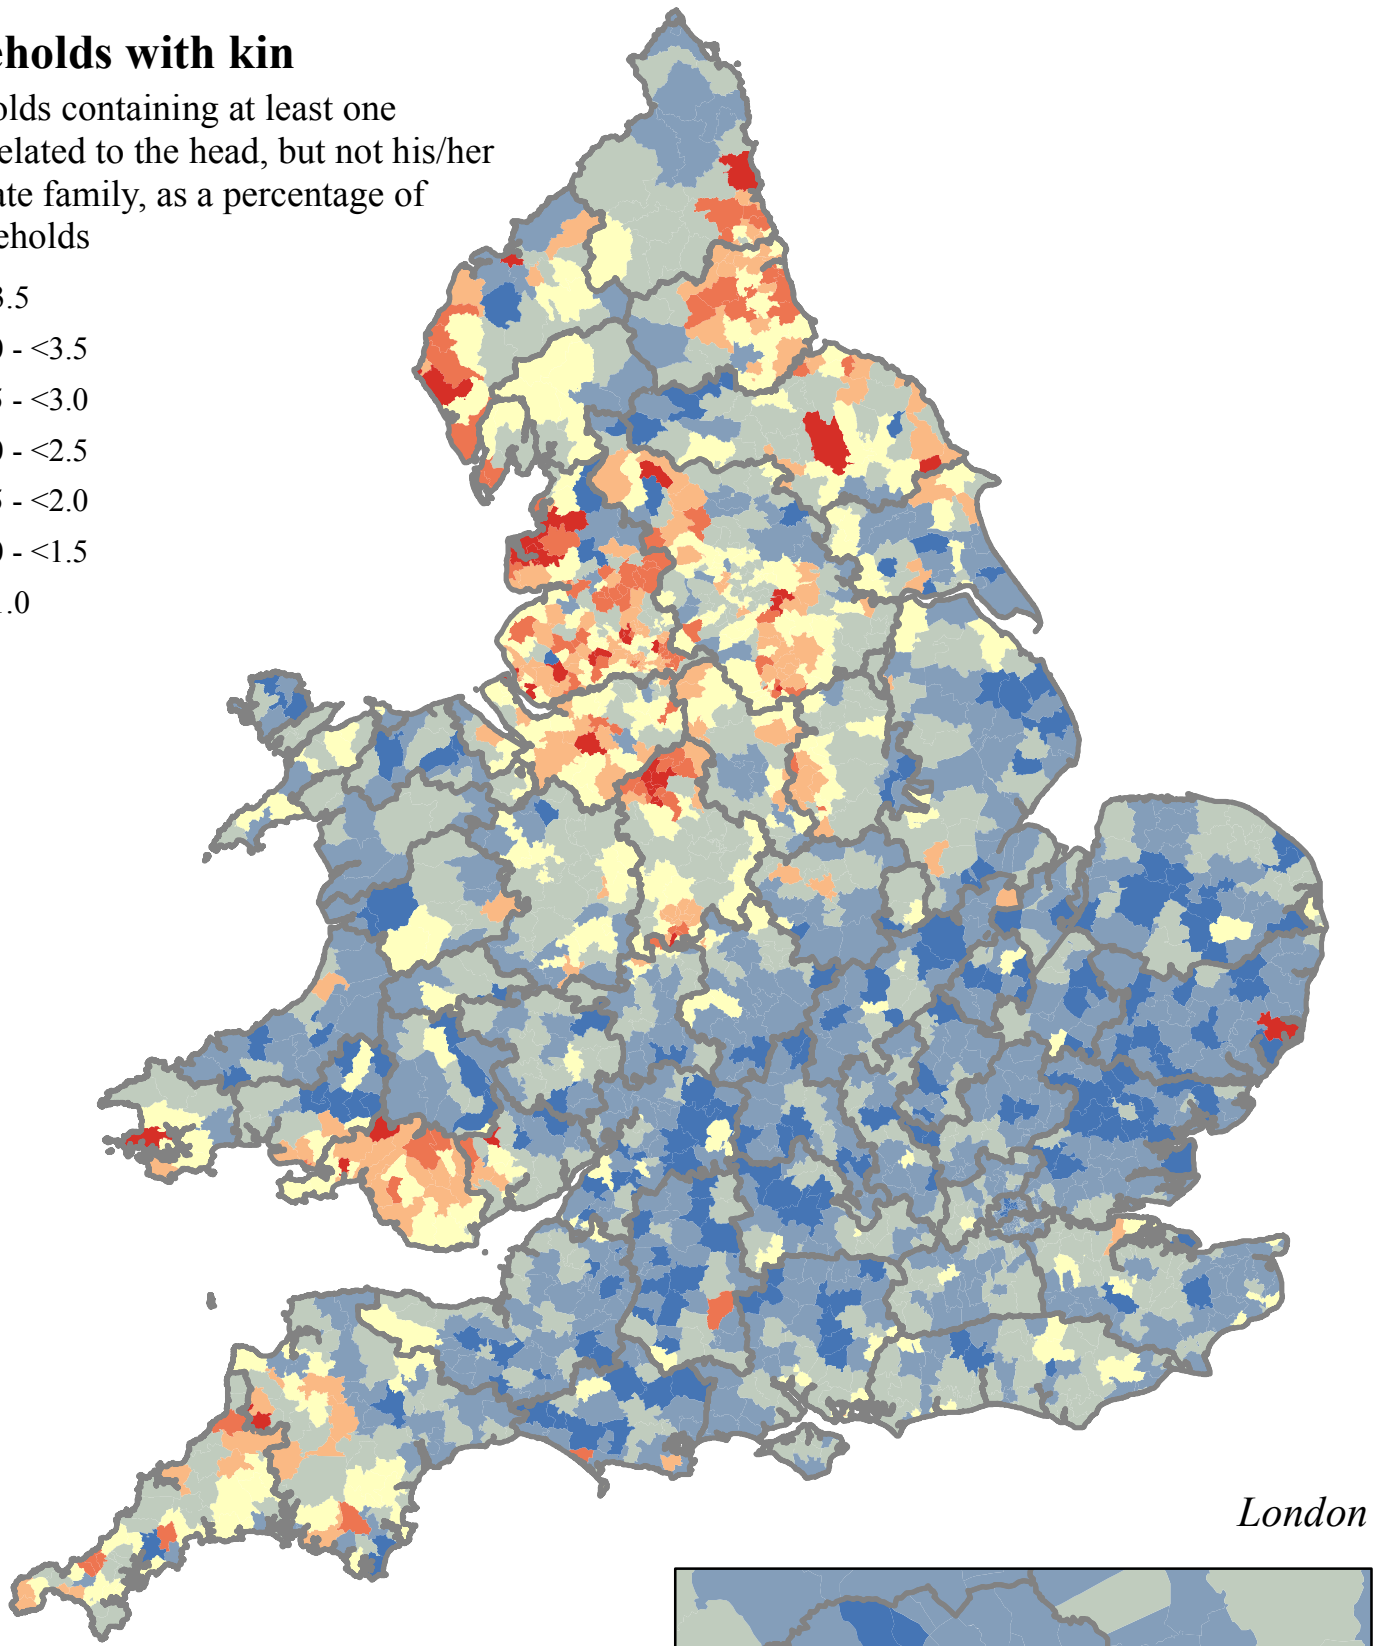 eholds with kin
olds containing at least one
elated to the head, but not his/her
ate family, as a percentage of
eholds
3.5
0 - <3.5
5 - <3.0
0 - <2.5
5 - <2.0
0 - <1.5
1.0
London